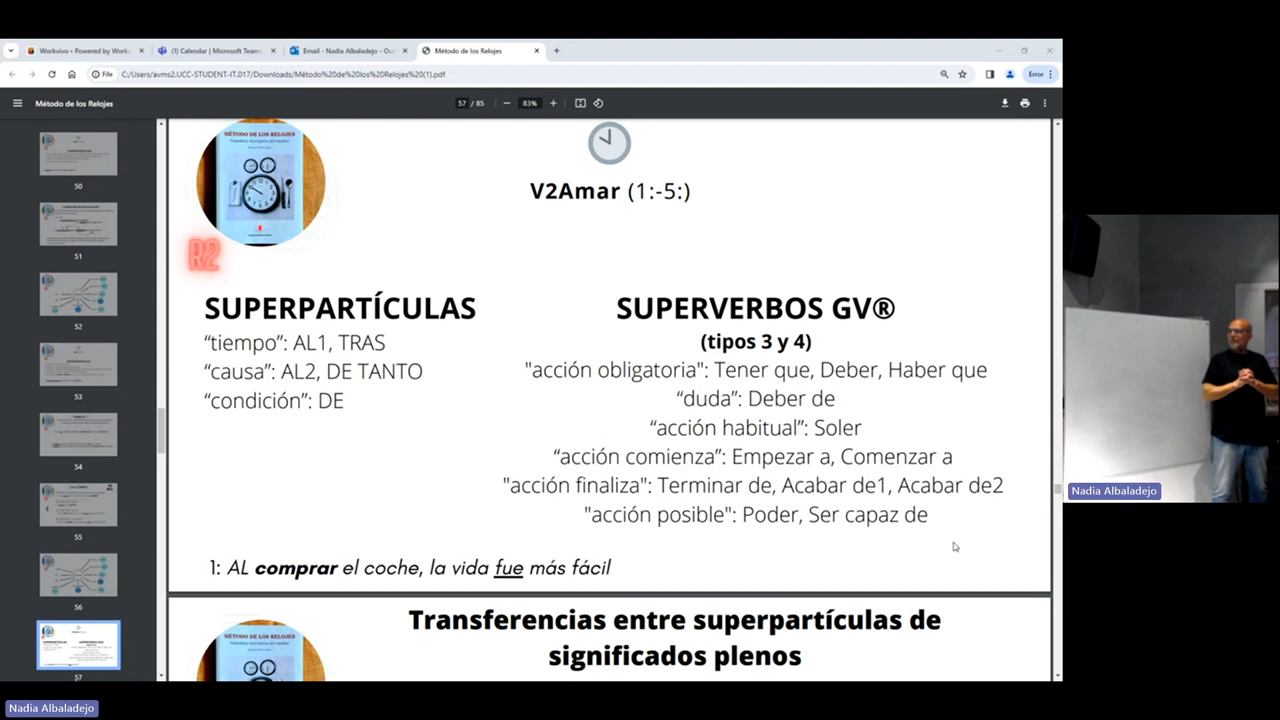 Workvivo • Powered by Work
(1) Calendar | Microsoft Teams
Email - Nadia Albaladejo - Out
Método de los Relojes
File
C:/Users/avms2.UCC-STUDENT-IT.017/Downloads/Método%20de%20los%20Relojes%20(1).pdf
Error
Método de los Relojes
57 / 85
83%
50
51
52
53
54
55
56
57
MÉTODO DE LOS RELOJES
R2
V2Amar (1:-5:)
SUPERPARTÍCULAS
“tiempo”: AL1, TRAS
“causa”: AL2, DE TANTO
“condición”: DE
SUPERVERBOS GV®
(tipos 3 y 4)
"acción obligatoria": Tener que, Deber, Haber que
“duda”: Deber de
“acción habitual”: Soler
“acción comienza”: Empezar a, Comenzar a
"acción finaliza": Terminar de, Acabar de1, Acabar de2
"acción posible": Poder, Ser capaz de
1: AL comprar el coche, la vida fue más fácil
Transferencias entre superpartículas de
significados plenos
MÉTODO DE LOS RELOJES
Nadia Albaladejo
Nadia Albaladejo